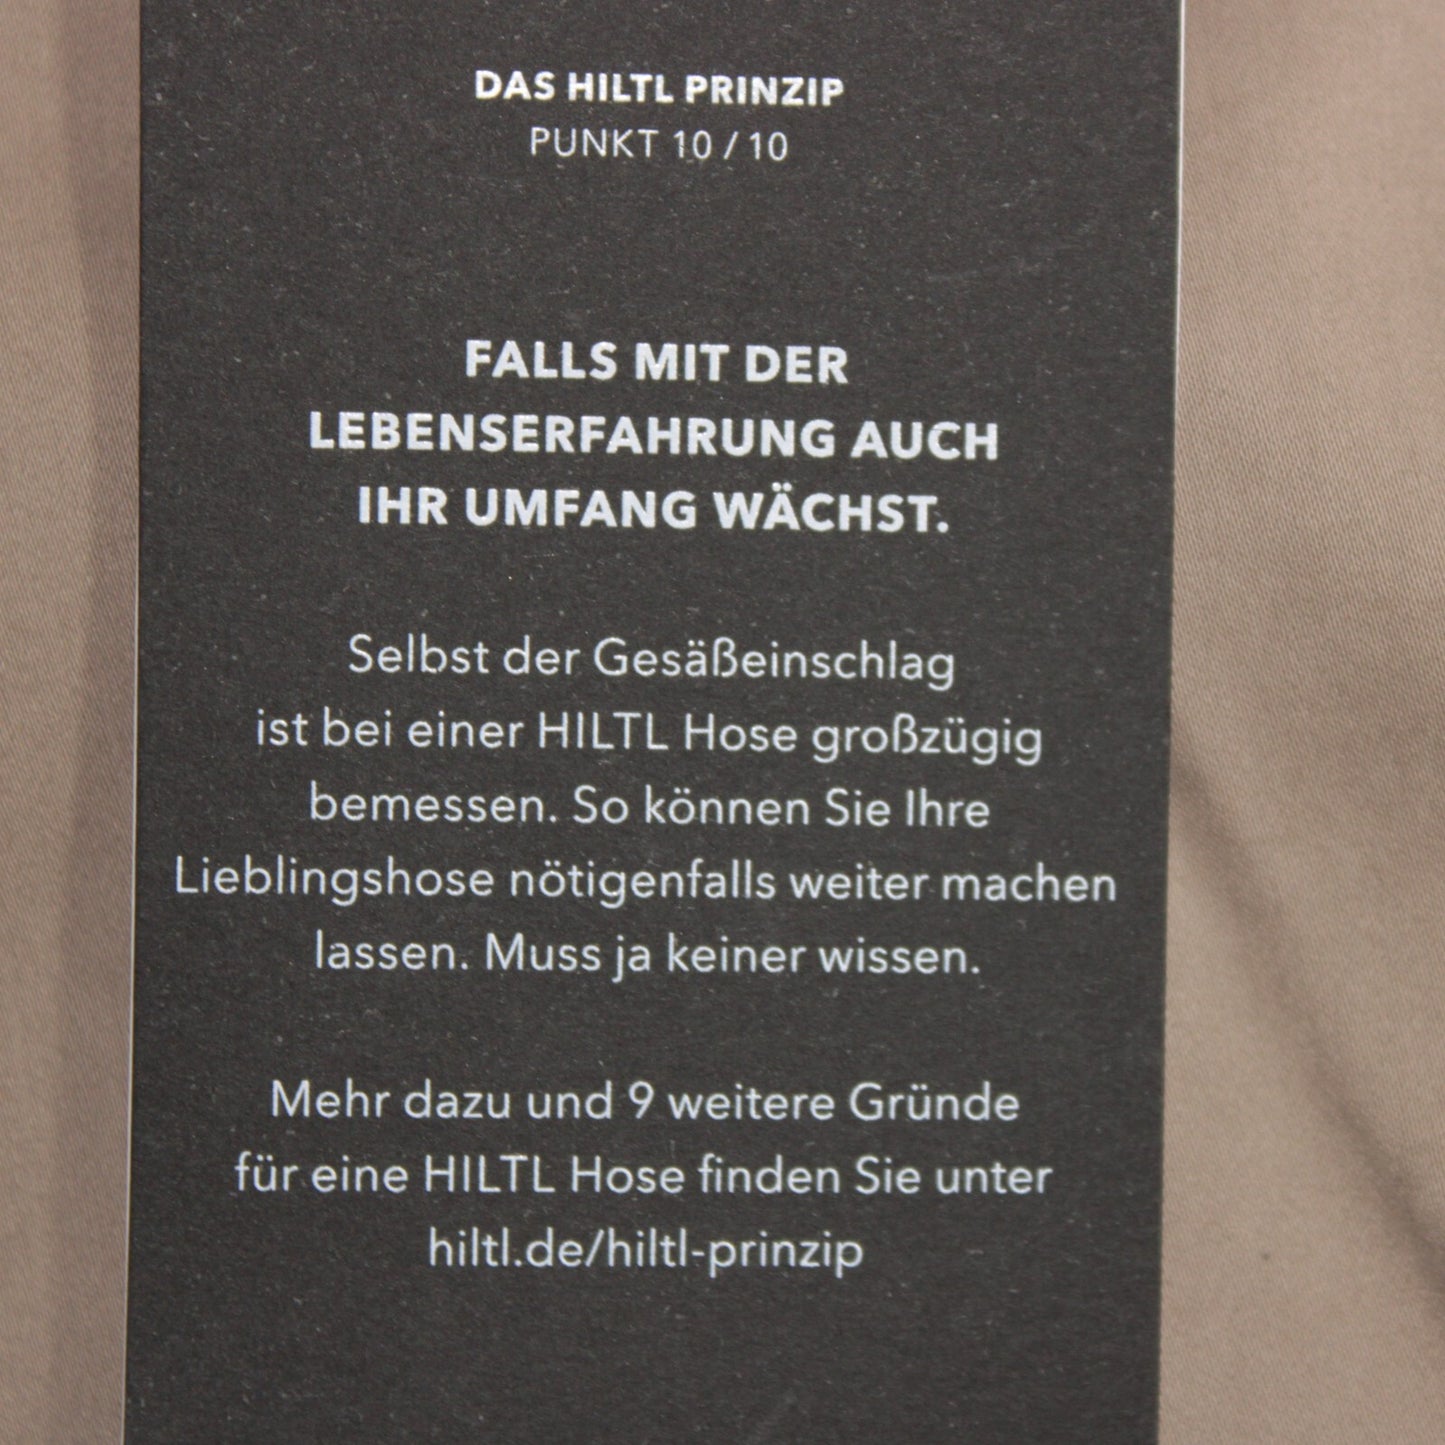 DAS HILTL PRINZIP
PUNKT 10 / 10
FALLS MIT DER
LEBENSERFAHRUNG AUCH
IHR UMFANG WÄCHST.
Selbst der Gesäßeinschlag
ist bei einer HILTL Hose großzügig
bemessen. So können Sie Ihre
Lieblingshose nötigenfalls weiter machen
lassen. Muss ja keiner wissen.
Mehr dazu und 9 weitere Gründe
für eine HILTL Hose finden Sie unter
hiltl.de/hiltl-prinzip